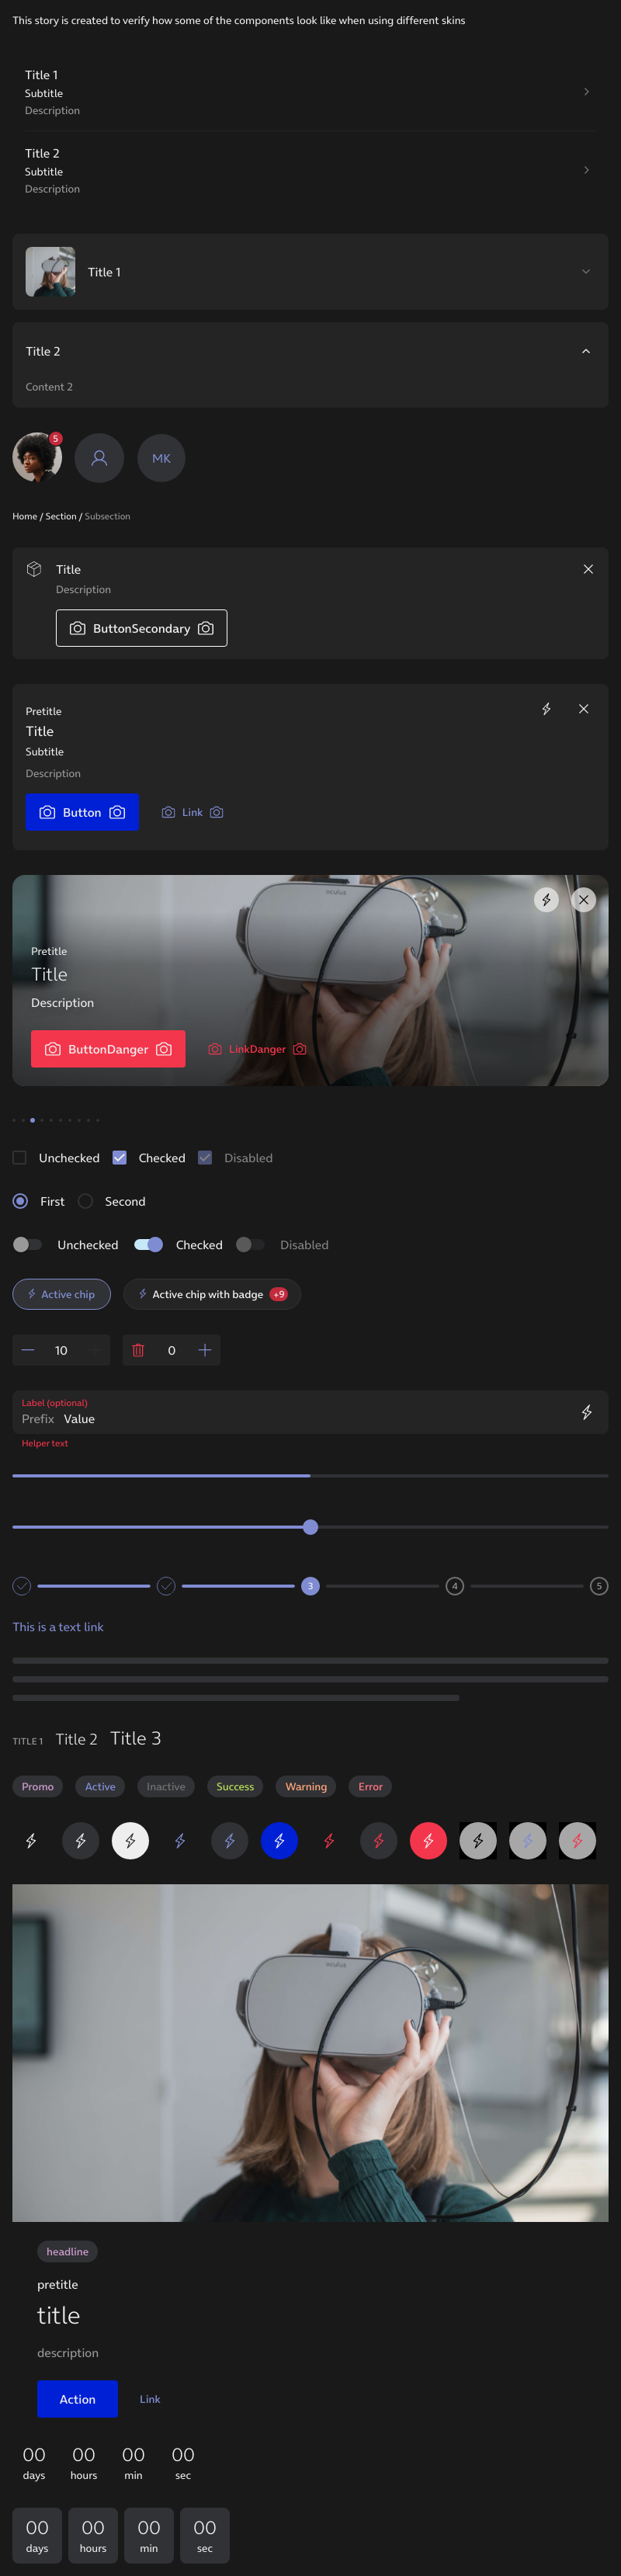 This story is created to verify how some of the components look like when using different skins
Title 1
Subtitle
Description
Title 2
Subtitle
Description
Title 1
Title 2
Content 2
5
MK
Home / Section / Subsection
Title
Description
ButtonSecondary
Pretitle
Title
Subtitle
Description
Button Link
oculus
Pretitle
Title
Description
ButtonDanger LinkDanger
Unchecked Checked Disabled
First Second
Unchecked Checked Disabled
Active chip Active chip with badge +9
10 0
Label (optional)
Prefix Value
Helper text
3 4 5
This is a text link
TITLE 1 Title 2 Title 3
Promo Active Inactive Success Warning Error
oculus
headline
pretitle
title
description
Action Link
00 00 00 00
days hours min sec
00 00 00 00
days hours min sec